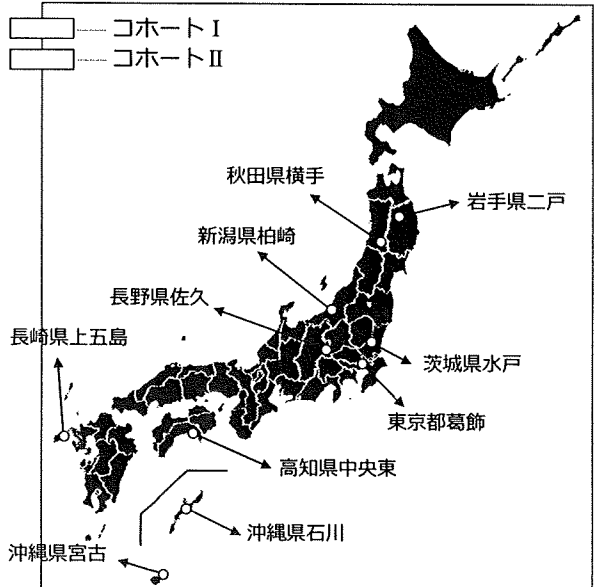 コホートⅠ
コホートⅡ
秋田県横手
岩手県二戸
新潟県柏崎
長野県佐久
長崎県上五島
茨城県水戸
東京都葛飾
高知県中央東
沖縄県石川
沖縄県宮古